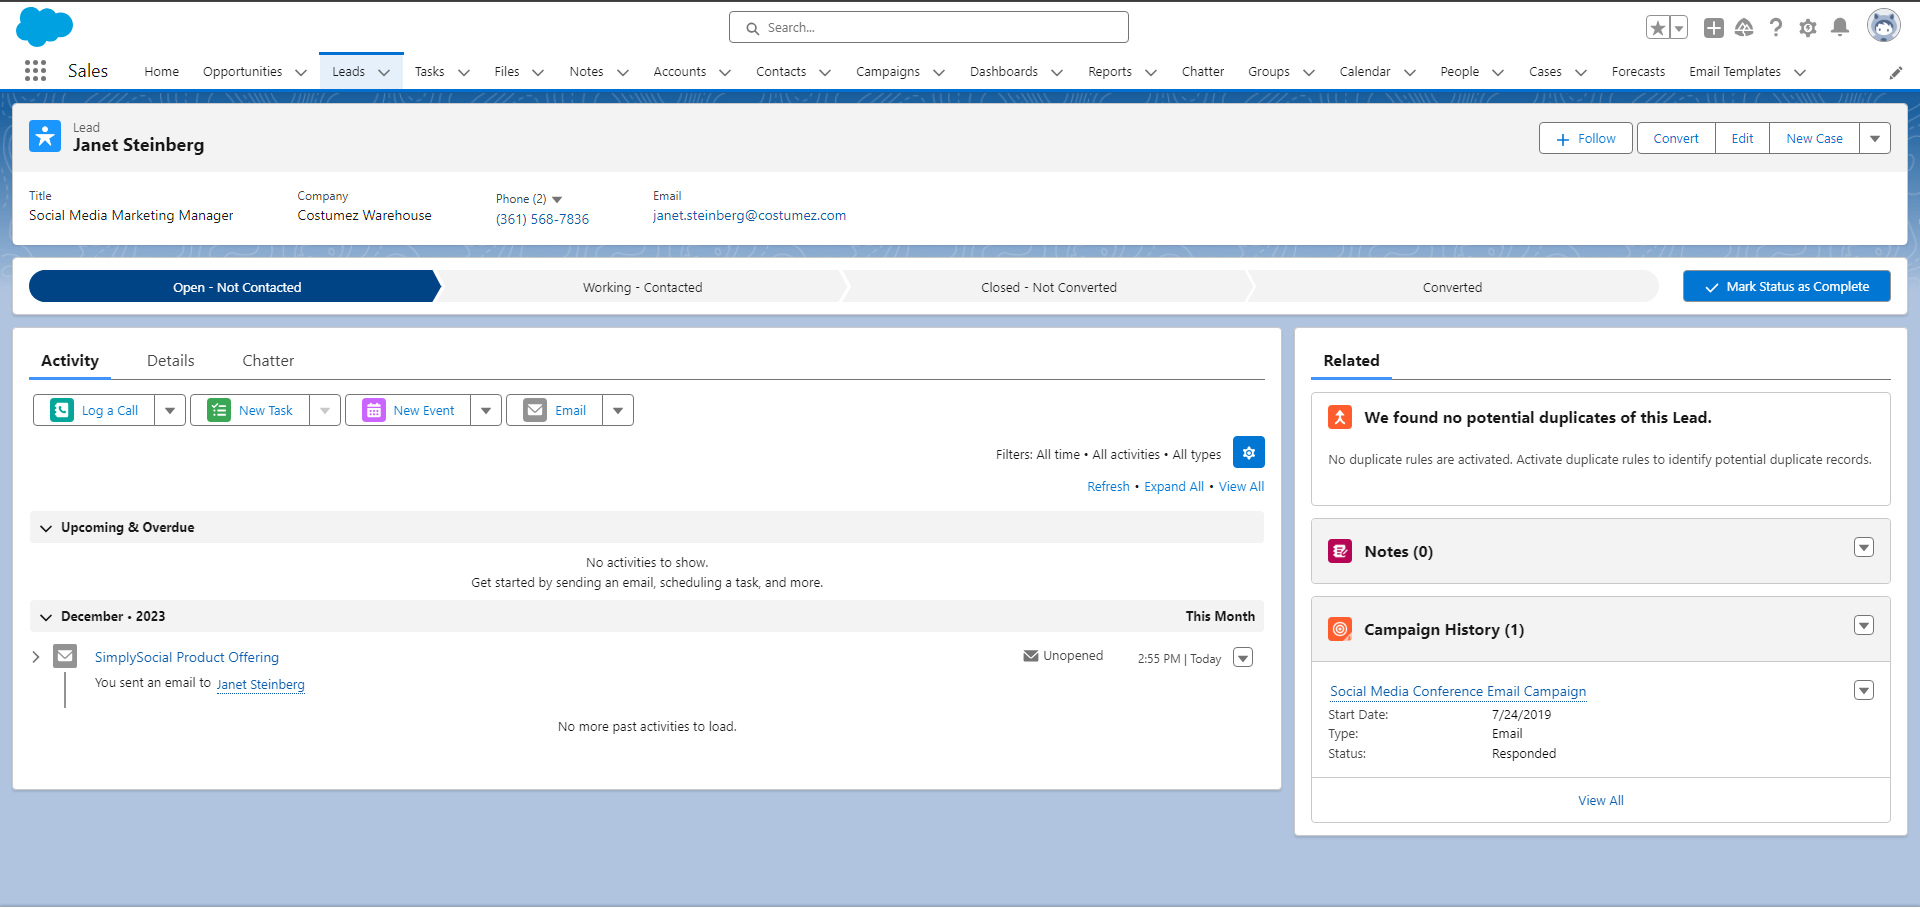 Search...
Sales
Home
Opportunities
Leads
Tasks
Files
Notes
Accounts
Contacts
Campaigns
Dashboards
Reports
Chatter
Groups
Calendar
People
Cases
Forecasts
Email Templates
Lead
Janet Steinberg
Follow
Convert
Edit
New Case
Title
Social Media Marketing Manager
Company
Costumez Warehouse
Phone (2)
(361) 568-7836
Email
janet.steinberg@costumez.com
Open - Not Contacted
Working - Contacted
Closed - Not Converted
Converted
Mark Status as Complete
Activity
Details
Chatter
Log a Call
New Task
New Event
Email
Filters: All time • All activities • All types
Refresh • Expand All • View All
Upcoming & Overdue
No activities to show.
Get started by sending an email, scheduling a task, and more.
December • 2023
This Month
SimplySocial Product Offering
Unopened
2:55 PM | Today
You sent an email to Janet Steinberg
No more past activities to load.
Related
We found no potential duplicates of this Lead.
No duplicate rules are activated. Activate duplicate rules to identify potential duplicate records.
Notes (0)
Campaign History (1)
Social Media Conference Email Campaign
Start Date: 7/24/2019
Type: Email
Status: Responded
View All